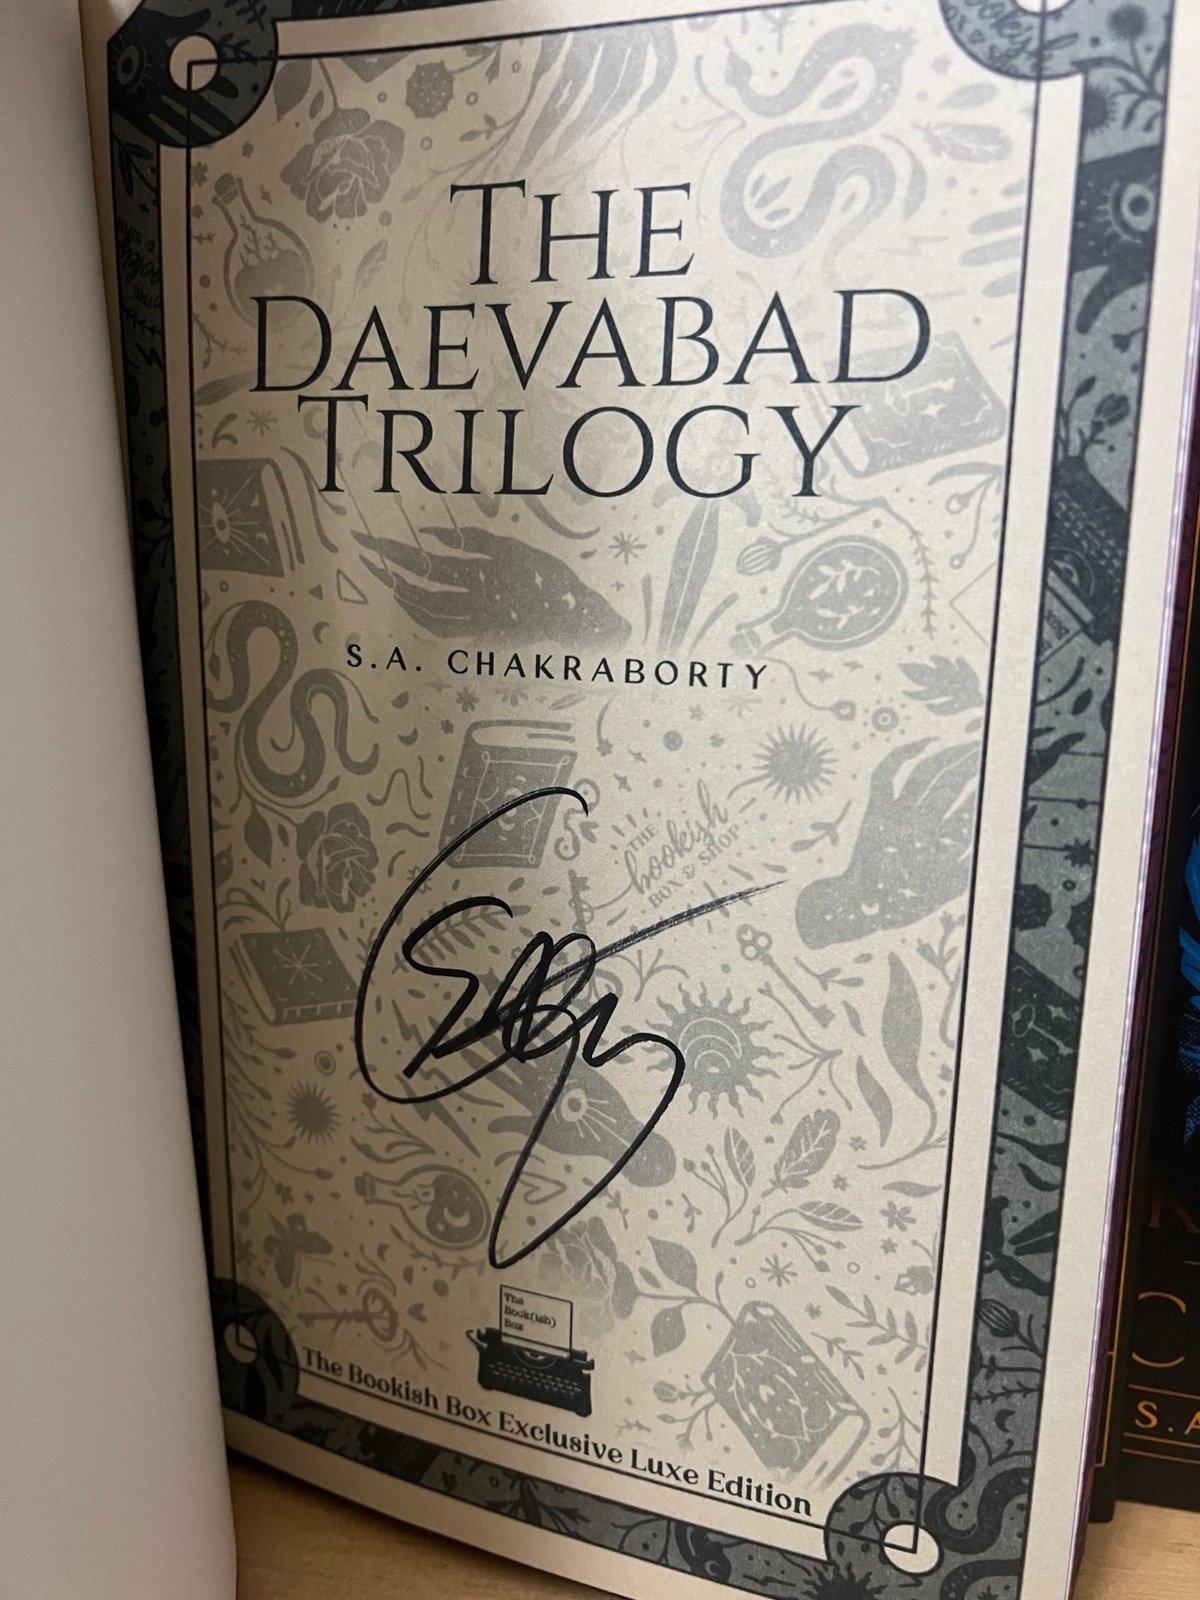 THE
DAEVABAD
TRILOGY
S.A. CHAKRABORTY
THE
bookish
BOX & SHOP
The
Book(ish)
Box
The Bookish Box Exclusive Luxe Edition
S.A